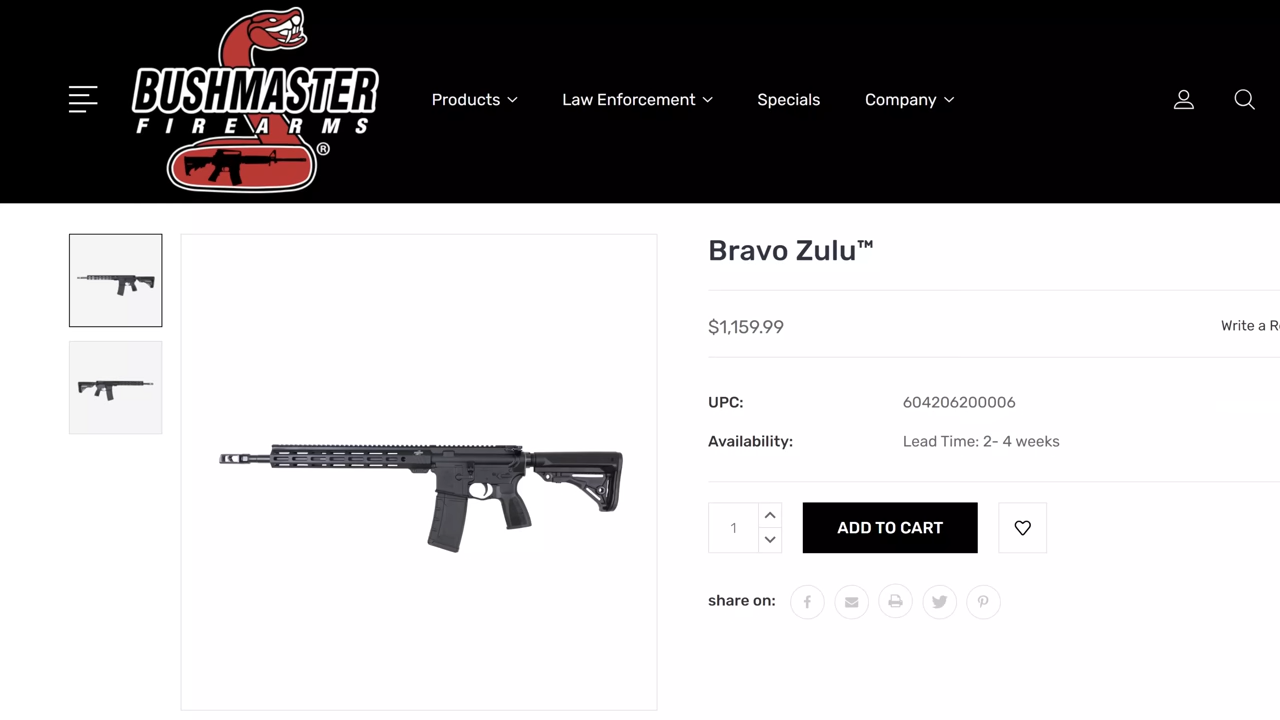 BUSHMASTER
FIREARMS
®
Products
Law Enforcement
Specials
Company
Bravo Zulu™
$1,159.99
Write a R
UPC: 604206200006
Availability: Lead Time: 2- 4 weeks
1
ADD TO CART
share on: